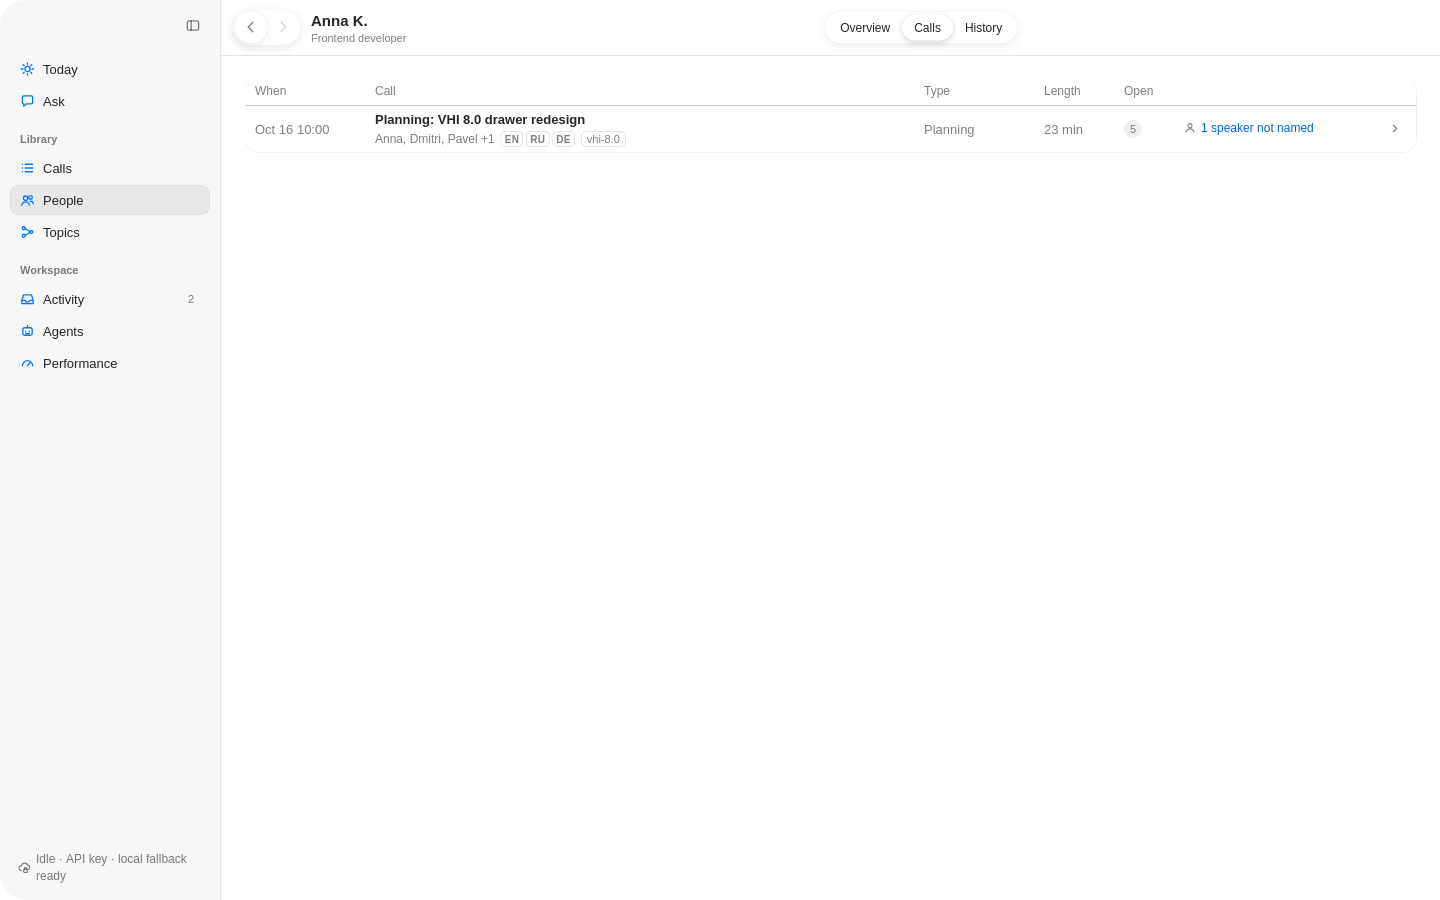 Anna K.
Frontend developer
Overview Calls History
Today
Ask
Library
Calls
People
Topics
Workspace
Activity 2
Agents
Performance
Idle · API key · local fallback
ready
When Call Type Length Open
Oct 16 10:00 Planning: VHI 8.0 drawer redesign Planning 23 min 5 1 speaker not named
Anna, Dmitri, Pavel +1 EN RU DE vhi-8.0